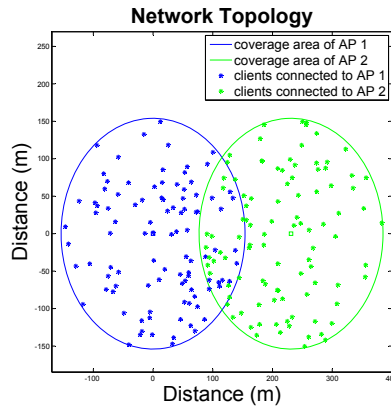 Network Topology
coverage area of AP 1
coverage area of AP 2
clients connected to AP 1
clients connected to AP 2
250
200
150
100
50
0
-50
-100
-150
Distance (m)
-100 0 100 200 300 400
Distance (m)